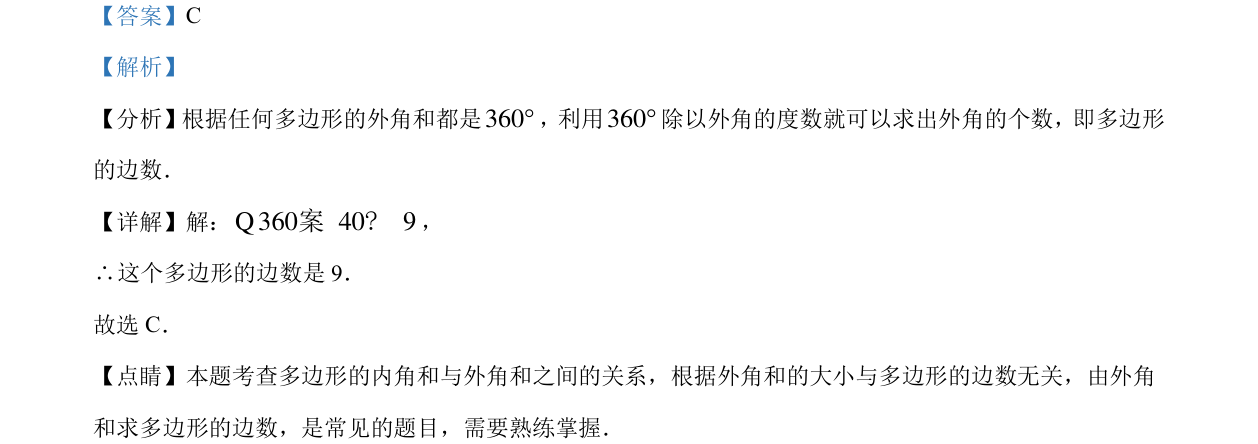 【答案】C
【解析】
【分析】根据任何多边形的外角和都是360°，利用360°除以外角的度数就可以求出外角的个数，即多边形
的边数．
【详解】解：Q 360案 40? 9，
∴这个多边形的边数是 9．
故选 C．
【点睛】本题考查多边形的内角和与外角和之间的关系，根据外角和的大小与多边形的边数无关，由外角
和求多边形的边数，是常见的题目，需要熟练掌握．